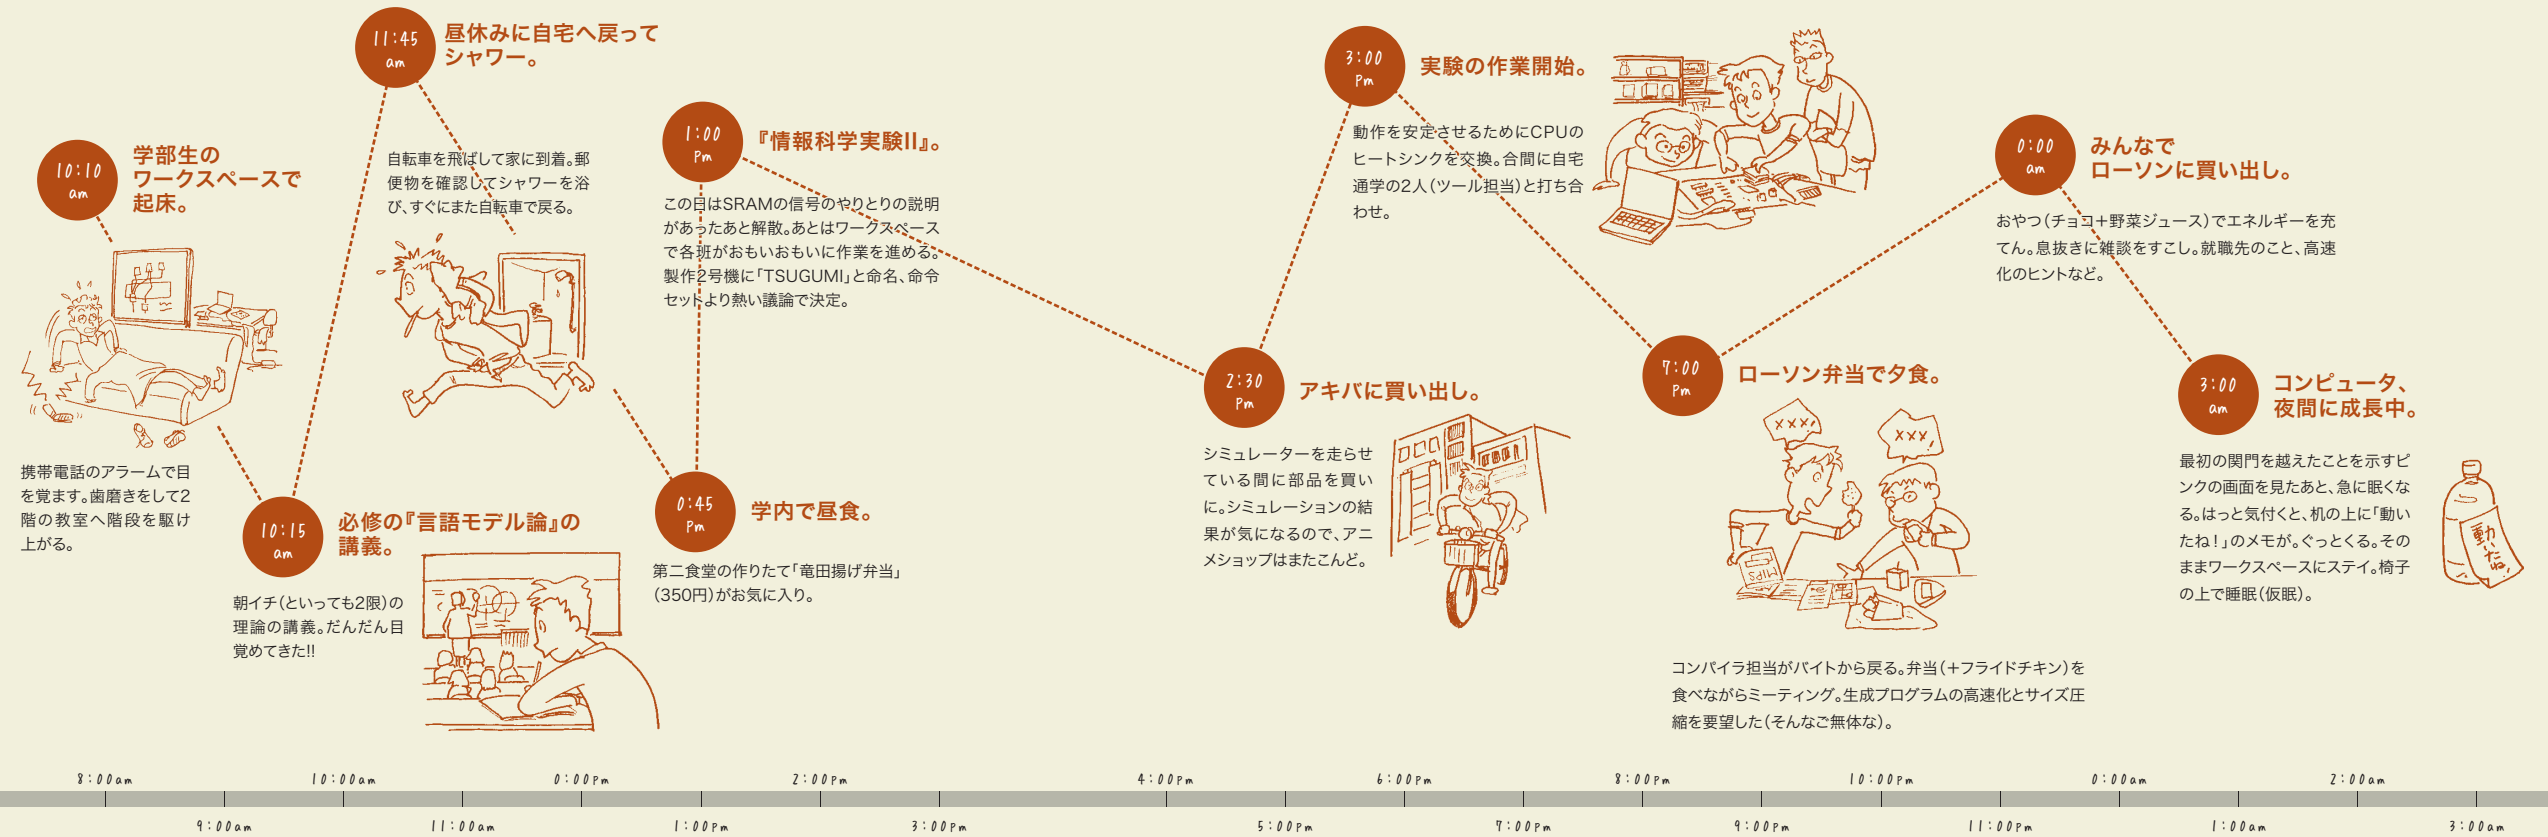 10:10
am
学部生の
ワークスペースで
起床。
携帯電話のアラームで目
を覚ます。歯磨きをして2
階の教室へ階段を駆け
上がる。
10:15
am
必修の『言語モデル論』の
講義。
朝イチ（といっても2限）の
理論の講義。だんだん目
覚めてきた!!
11:45
am
昼休みに自宅へ戻って
シャワー。
自転車を飛ばして家に到着。郵
便物を確認してシャワーを浴
び、すぐにまた自転車で戻る。
0:45
Pm
学内で昼食。
第二食堂の作りたて「竜田揚げ弁当」
（350円）がお気に入り。
1:00
Pm
『情報科学実験II』。
この日はSRAMの信号のやりとりの説明
があったあと解散。あとはワークスペース
で各班がおもいおもいに作業を進める。
製作2号機に「TSUGUMI」と命名、命令
セットより熱い議論で決定。
2:30
Pm
アキバに買い出し。
シミュレーターを走らせ
ている間に部品を買い
に。シミュレーションの結
果が気になるので、アニ
メショップはまたこんど。
3:00
Pm
実験の作業開始。
動作を安定させるためにCPUの
ヒートシンクを交換。合間に自宅
通学の2人（ツール担当）と打ち合
わせ。
7:00
Pm
ローソン弁当で夕食。
xxx!
xxx!
MIPS
コンパイラ担当がバイトから戻る。弁当（+フライドチキン）を
食べながらミーティング。生成プログラムの高速化とサイズ圧
縮を要望した（そんなご無体な）。
0:00
am
みんなで
ローソンに買い出し。
おやつ（チョコ+野菜ジュース）でエネルギーを充
てん。息抜きに雑談をすこし。就職先のこと、高速
化のヒントなど。
3:00
am
コンピュータ、
夜間に成長中。
最初の関門を越えたことを示すピ
ンクの画面を見たあと、急に眠くな
る。はっと気付くと、机の上に「動い
たね！」のメモが。ぐっとくる。その
ままワークスペースにステイ。椅子
の上で睡眠（仮眠）。
動いたね!
8:00am 10:00am 0:00Pm 2:00Pm 4:00Pm 6:00Pm 8:00Pm 10:00Pm 0:00am 2:00am
9:00am 11:00am 1:00Pm 3:00Pm 5:00Pm 7:00Pm 9:00Pm 11:00Pm 1:00am 3:00am